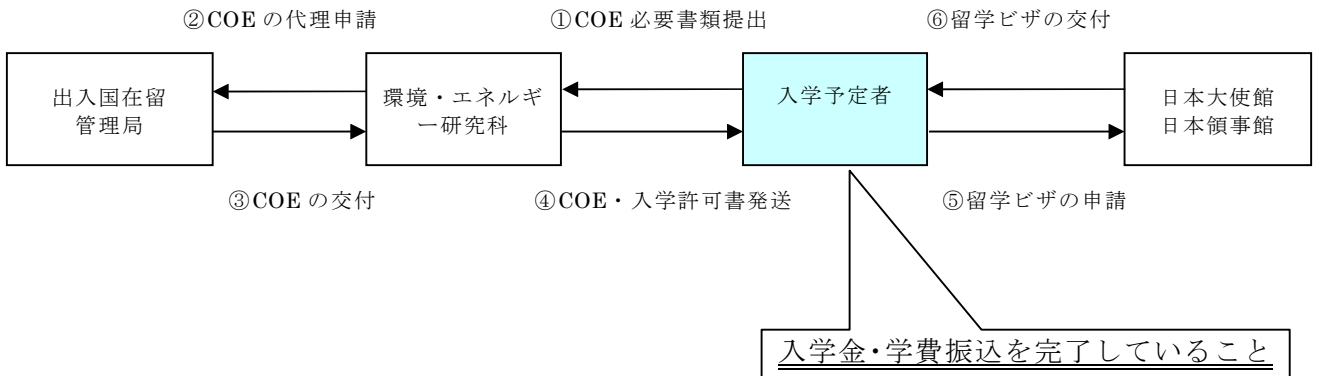 ②COE の代理申請
①COE 必要書類提出
⑥留学ビザの交付
出入国在留
管理局
環境・エネルギ
ー研究科
入学予定者
日本大使館
日本領事館
③COE の交付
④COE・入学許可書発送
⑤留学ビザの申請
入学金・学費振込を完了していること